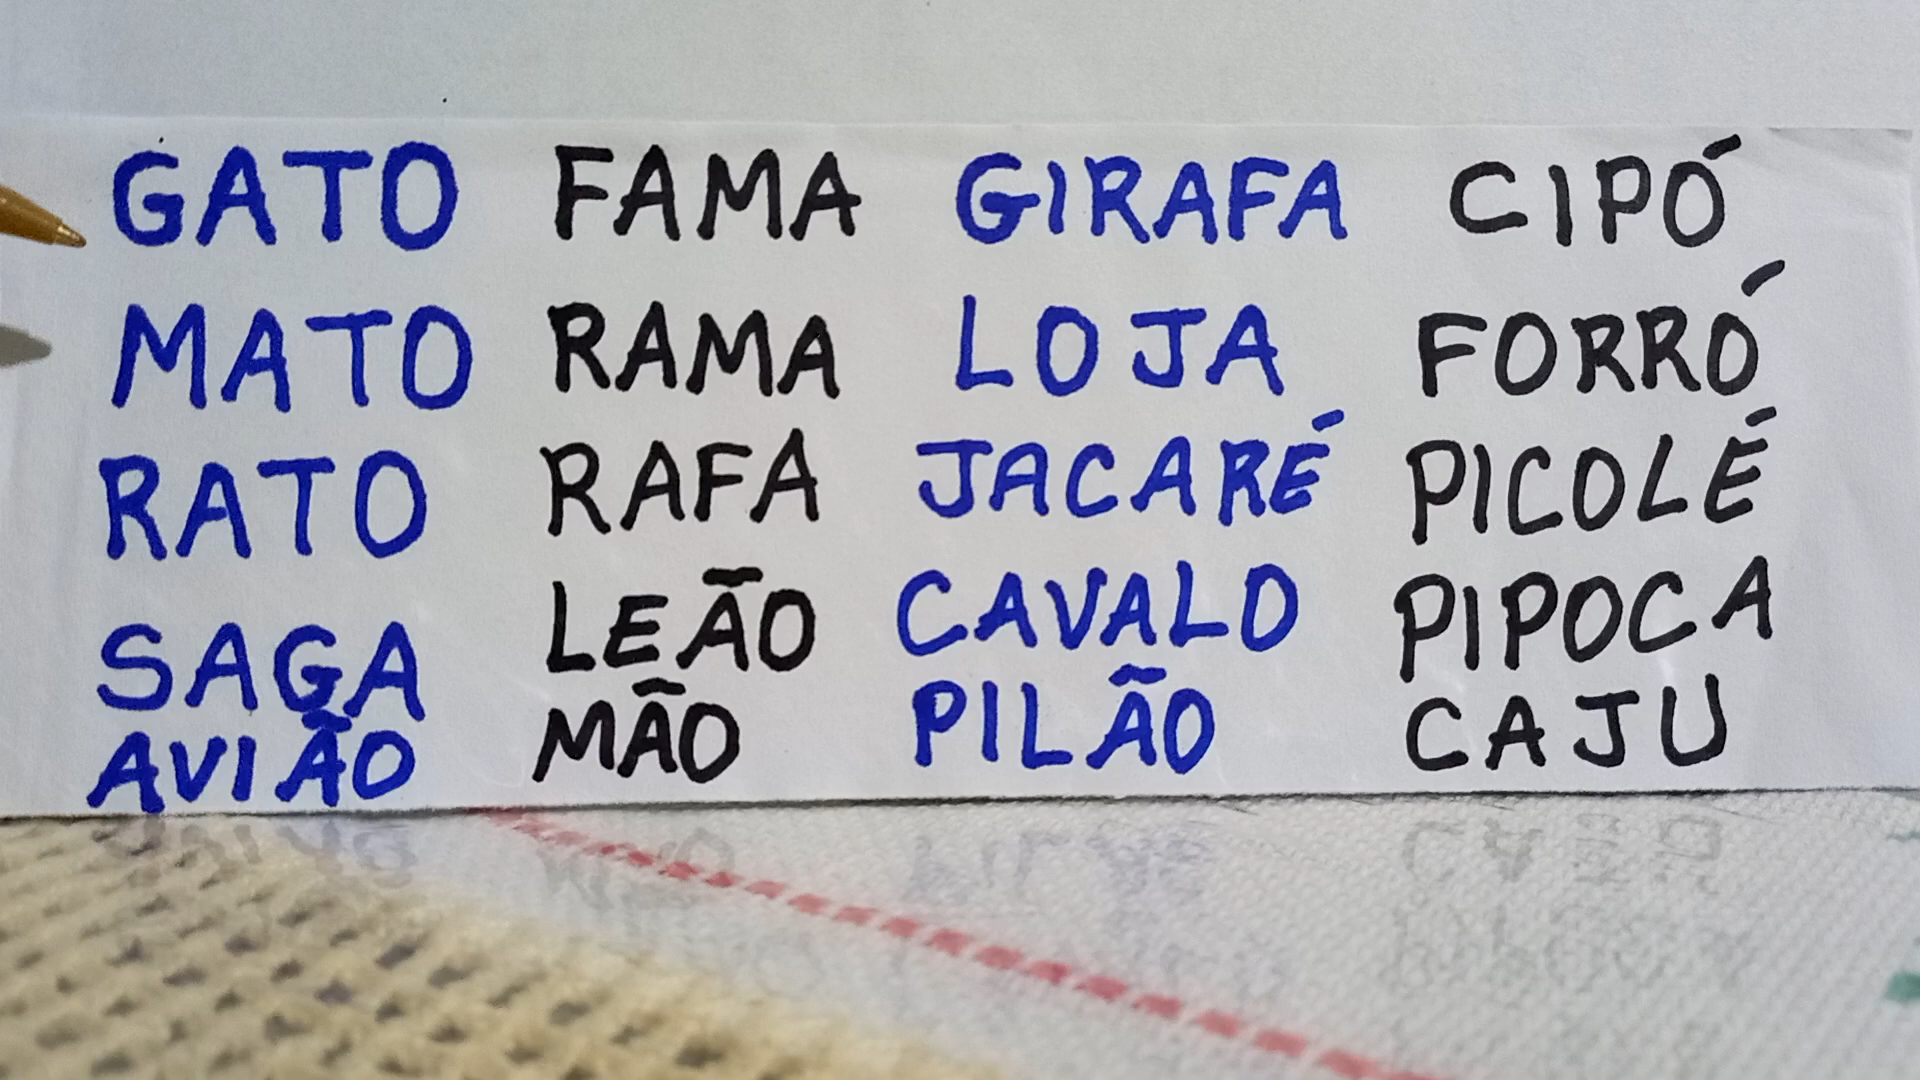 GATO FAMA GIRAFA CIPÓ
MATO RAMA LOJA FORRÓ
RATO RAFA JACARÉ PICOLÉ
SAGA LEÃO CAVALO PIPOCA
AVIÃO MÃO PILÃO CAJU